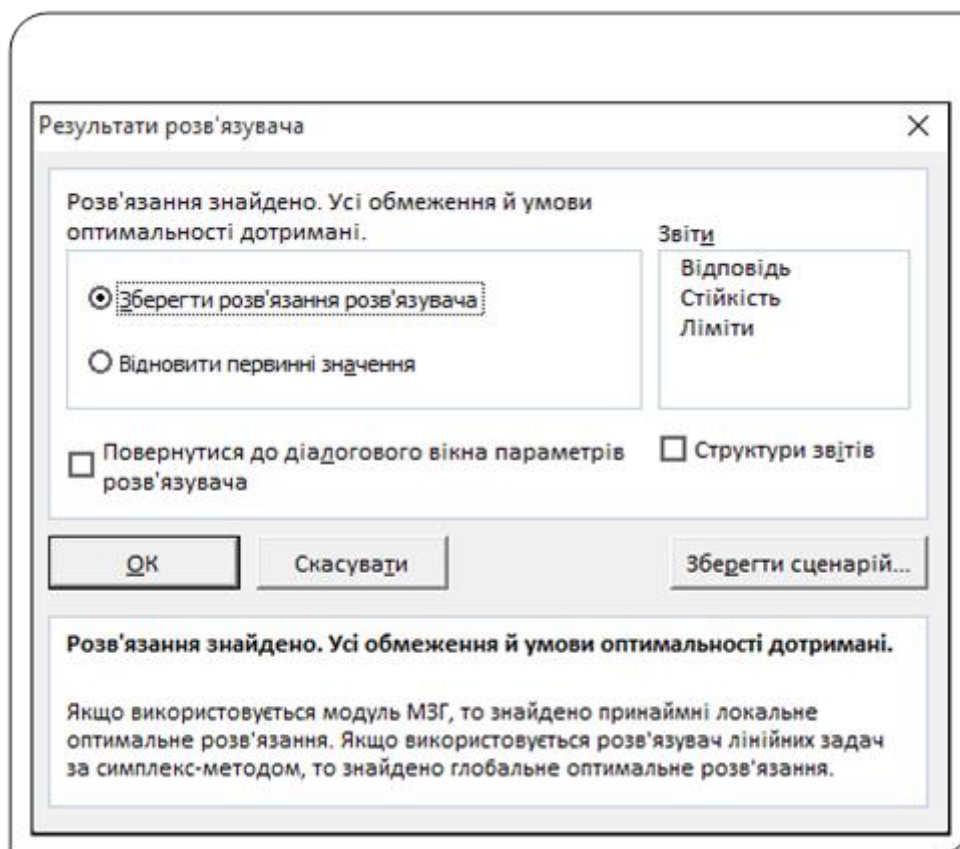 Результати розв'язувача
Розв'язання знайдено. Усі обмеження й умови
оптимальності дотримані.
Звіти
Зберегти розв'язання розв'язувача
Відновити первинні значення
Відповідь
Стійкість
Ліміти
Повернутися до діалогового вікна параметрів
розв'язувача
Структури звітів
ОК
Скасувати
Зберегти сценарій...
Розв'язання знайдено. Усі обмеження й умови оптимальності дотримані.
Якщо використовується модуль МЗГ, то знайдено принаймні локальне
оптимальне розв'язання. Якщо використовується розв'язувач лінійних задач
за симплекс-методом, то знайдено глобальне оптимальне розв'язання.